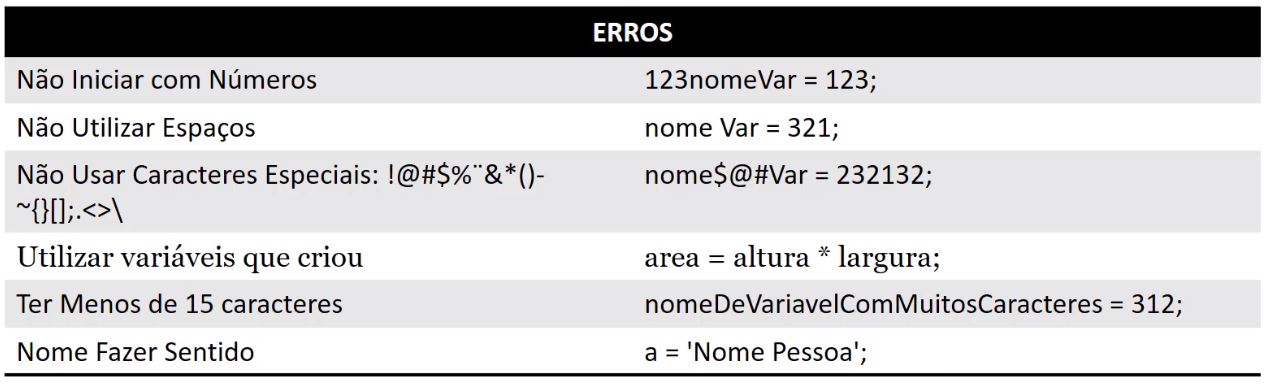 ERROS
Não Iniciar com Números 123nomeVar = 123;
Não Utilizar Espaços nome Var = 321;
Não Usar Caracteres Especiais: !@#$%¨&*()- nome$@#Var = 232132;
~{}[];.<>\
Utilizar variáveis que criou area = altura * largura;
Ter Menos de 15 caracteres nomeDeVariavelComMuitosCaracteres = 312;
Nome Fazer Sentido a = 'Nome Pessoa';